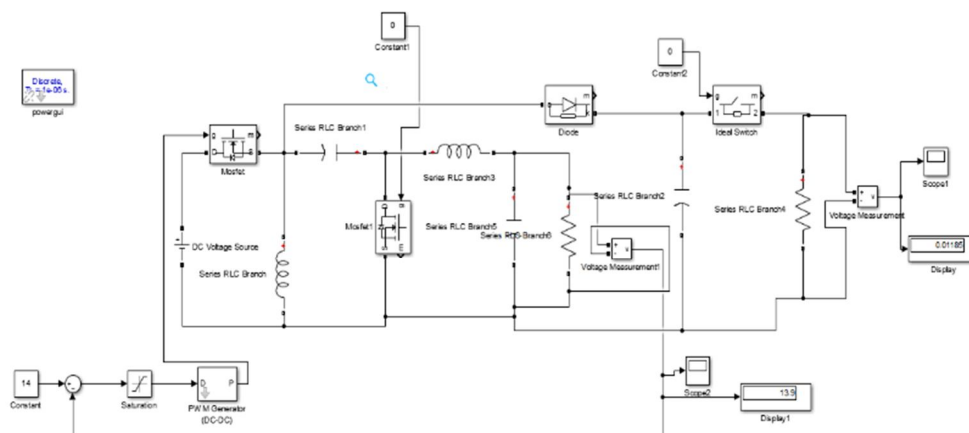 0
Constant1
0
Constant2
Discrete,
powergui
g
m
D
S
Mosfet
Series RLC Branch1
m
k
Diode
g
m
1
2
Ideal Switch
Scope1
Series RLC Branch3
Series RLC Branch2
Mosfet1
Series RLC Branch5
Series RLC Branch4
Voltage Measurement
DC Voltage Source
+
-
v
Voltage Measurement1
0.01185
Display
Series RLC Branch
14
Constant
Saturation
D
P
PWM Generator
(DC-DC)
Scope2
13.9
Display1